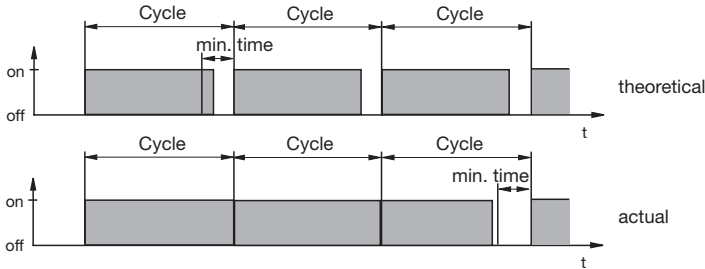 Cycle Cycle Cycle
min. time
on
theoretical
off
t
Cycle Cycle Cycle
min. time
on
actual
off
t